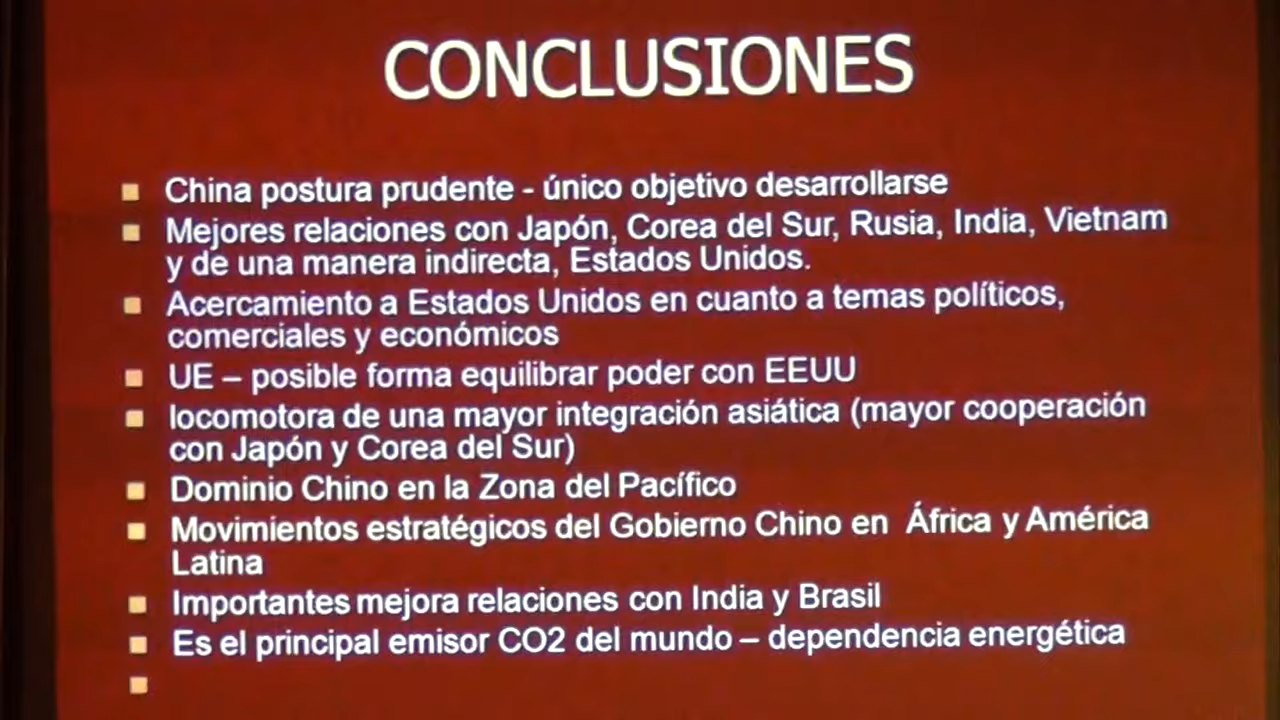 CONCLUSIONES
China postura prudente - único objetivo desarrollarse
Mejores relaciones con Japón, Corea del Sur, Rusia, India, Vietnam
y de una manera indirecta, Estados Unidos.
Acercamiento a Estados Unidos en cuanto a temas políticos,
comerciales y económicos
UE – posible forma equilibrar poder con EEUU
locomotora de una mayor integración asiática (mayor cooperación
con Japón y Corea del Sur)
Dominio Chino en la Zona del Pacífico
Movimientos estratégicos del Gobierno Chino en África y América
Latina
Importantes mejora relaciones con India y Brasil
Es el principal emisor CO2 del mundo – dependencia energética